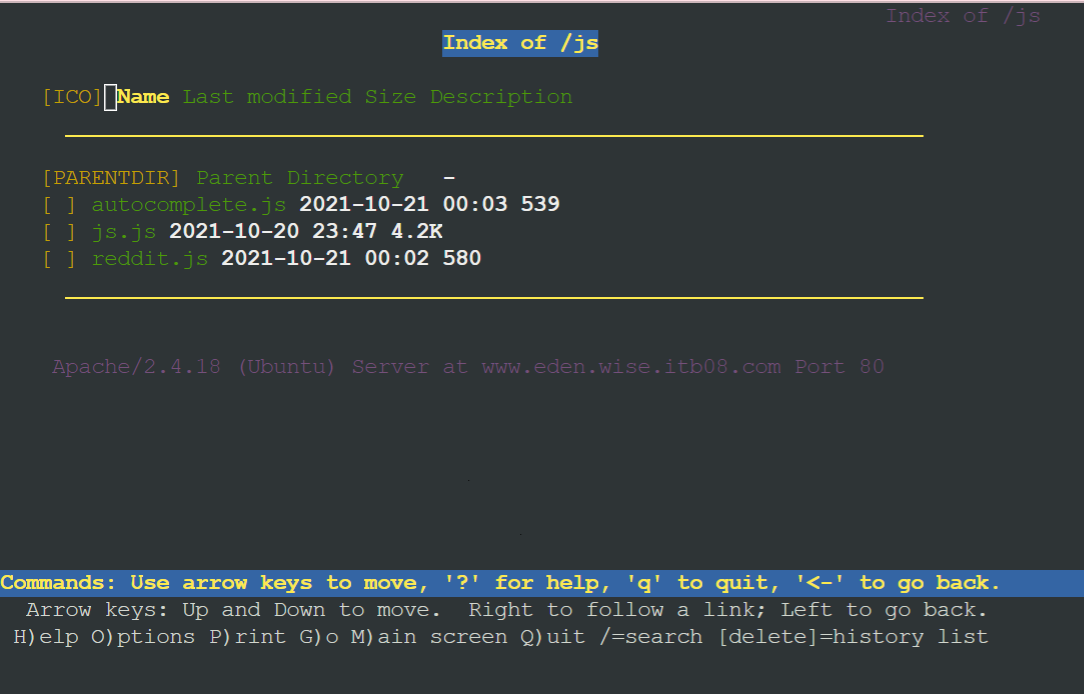 Index of /js
Index of /js
[ICO] Name Last modified Size Description
[PARENTDIR] Parent Directory -
[ ] autocomplete.js 2021-10-21 00:03 539
[ ] js.js 2021-10-20 23:47 4.2K
[ ] reddit.js 2021-10-21 00:02 580
Apache/2.4.18 (Ubuntu) Server at www.eden.wise.itb08.com Port 80
Commands: Use arrow keys to move, '?' for help, 'q' to quit, '<-' to go back.
Arrow keys: Up and Down to move. Right to follow a link; Left to go back.
H)elp O)ptions P)rint G)o M)ain screen Q)uit /=search [delete]=history list